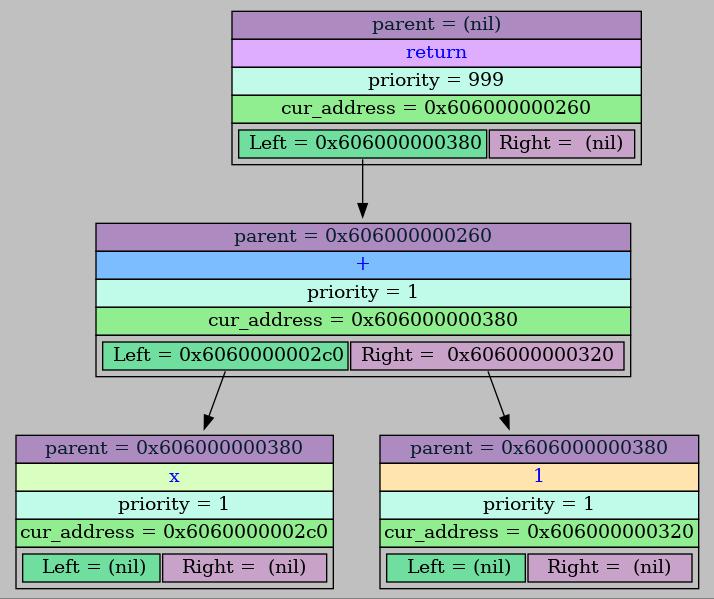 parent = (nil)
return
priority = 999
cur_address = 0x606000000260
Left = 0x606000000380 Right = (nil)
parent = 0x606000000260
+
priority = 1
cur_address = 0x606000000380
Left = 0x6060000002c0 Right = 0x606000000320
parent = 0x606000000380
x
priority = 1
cur_address = 0x6060000002c0
Left = (nil) Right = (nil)
parent = 0x606000000380
1
priority = 1
cur_address = 0x606000000320
Left = (nil) Right = (nil)